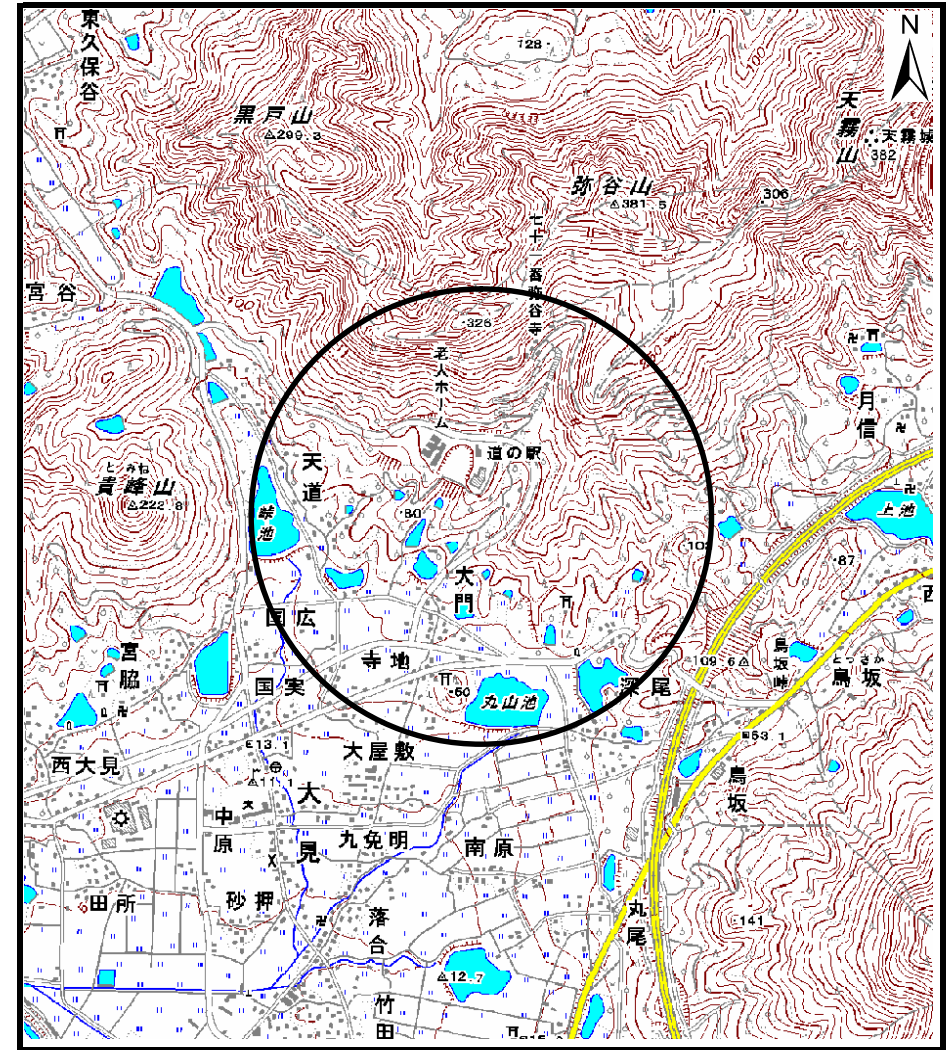 東久保谷
N
128
黒戸山
299.3
天霧山
天霧城
382
弥谷山
381.5
306
七十一番弥谷寺
宮谷
325
老人ホーム
月信
道の駅
天道
とみね
貴峰山
222.8
峠池
上池
80
大門
87
西
国広
宮脇
寺地
109.6
鳥坂峠
とっさか
鳥坂
国実
60
丸山池
深尾
53.1
13.1
大屋敷
西大見
鳥坂
大見
中原
九免明
南原
田所
砂押
落合
丸尾
141
12.7
竹田